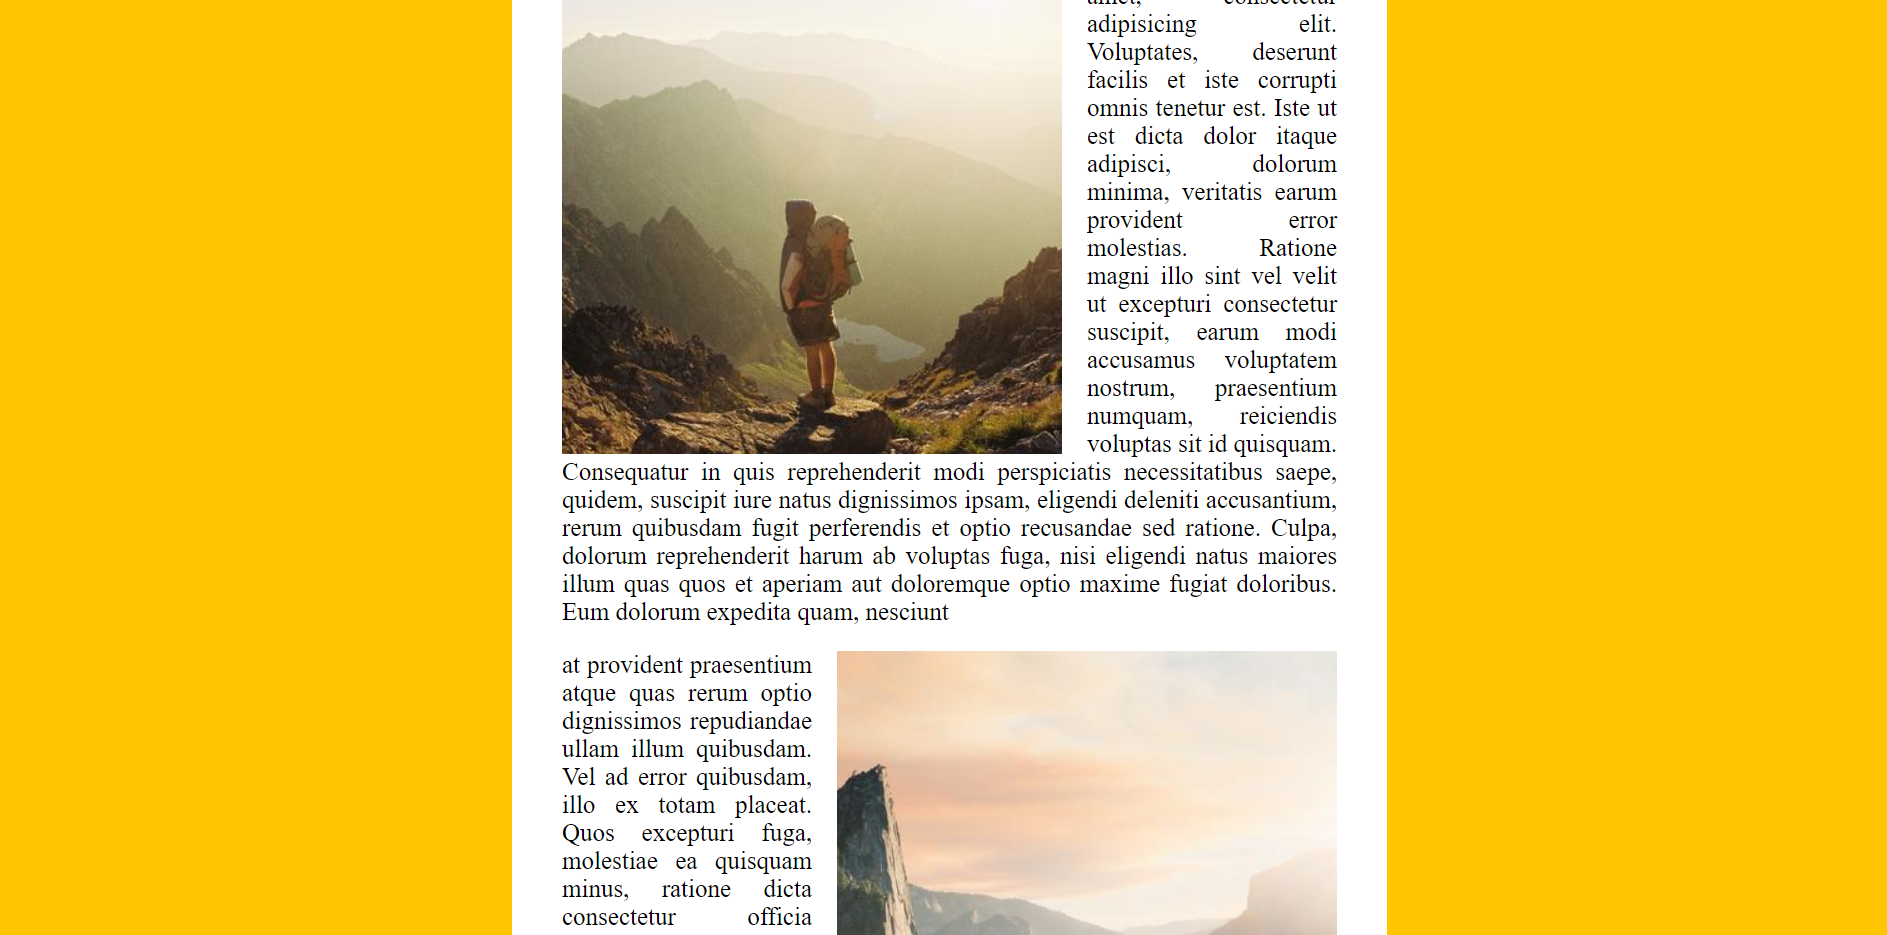 amet, consectetur
adipisicing elit.
Voluptates, deserunt
facilis et iste corrupti
omnis tenetur est. Iste ut
est dicta dolor itaque
adipisci, dolorum
minima, veritatis earum
provident error
molestias. Ratione
magni illo sint vel velit
ut excepturi consectetur
suscipit, earum modi
accusamus voluptatem
nostrum, praesentium
numquam, reiciendis
voluptas sit id quisquam.
Consequatur in quis reprehenderit modi perspiciatis necessitatibus saepe,
quidem, suscipit iure natus dignissimos ipsam, eligendi deleniti accusantium,
rerum quibusdam fugit perferendis et optio recusandae sed ratione. Culpa,
dolorum reprehenderit harum ab voluptas fuga, nisi eligendi natus maiores
illum quas quos et aperiam aut doloremque optio maxime fugiat doloribus.
Eum dolorum expedita quam, nesciunt
at provident praesentium
atque quas rerum optio
dignissimos repudiandae
ullam illum quibusdam.
Vel ad error quibusdam,
illo ex totam placeat.
Quos excepturi fuga,
molestiae ea quisquam
minus, ratione dicta
consectetur officia